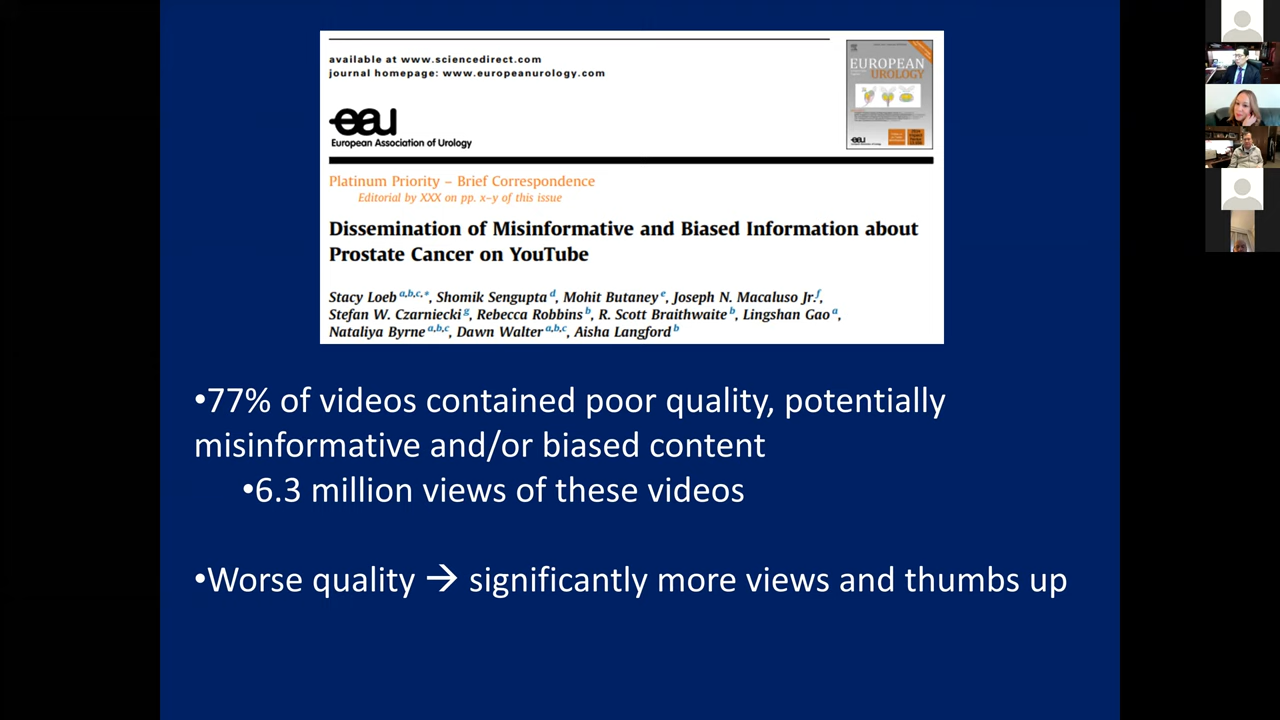 available at www.sciencedirect.com
journal homepage: www.europeanurology.com
EUROPEAN
UROLOGY
eau
European Association of Urology
Platinum Priority – Brief Correspondence
Editorial by XXX on pp. x–y of this issue
Dissemination of Misinformative and Biased Information about
Prostate Cancer on YouTube
Stacy Loeb a,b,c,*, Shomik Sengupta d, Mohit Butaney e, Joseph N. Macaluso Jr. f,
Stefan W. Czarniecki g, Rebecca Robbins b, R. Scott Braithwaite b, Lingshan Gao a,
Nataliya Byrne a,b,c, Dawn Walter a,b,c, Aisha Langford b
•77% of videos contained poor quality, potentially
misinformative and/or biased content
•6.3 million views of these videos
•Worse quality → significantly more views and thumbs up